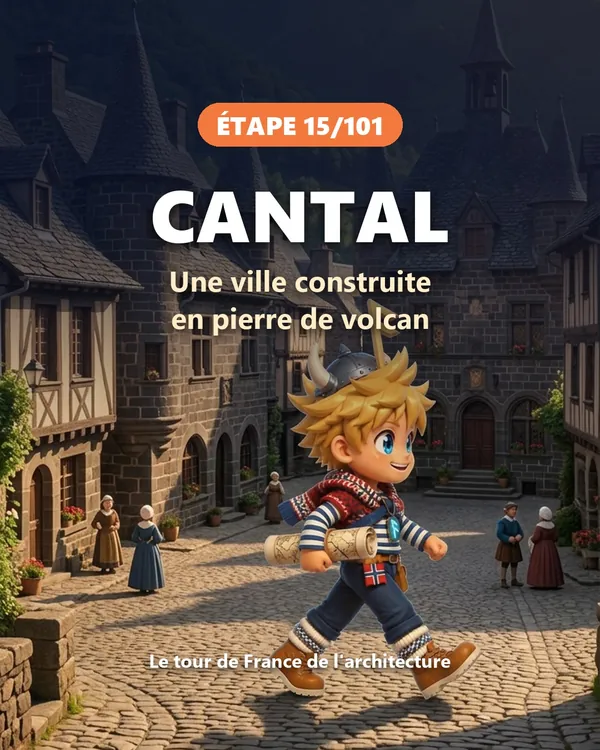 ÉTAPE 15/101
CANTAL
Une ville construite
en pierre de volcan
Le tour de France de l'architecture